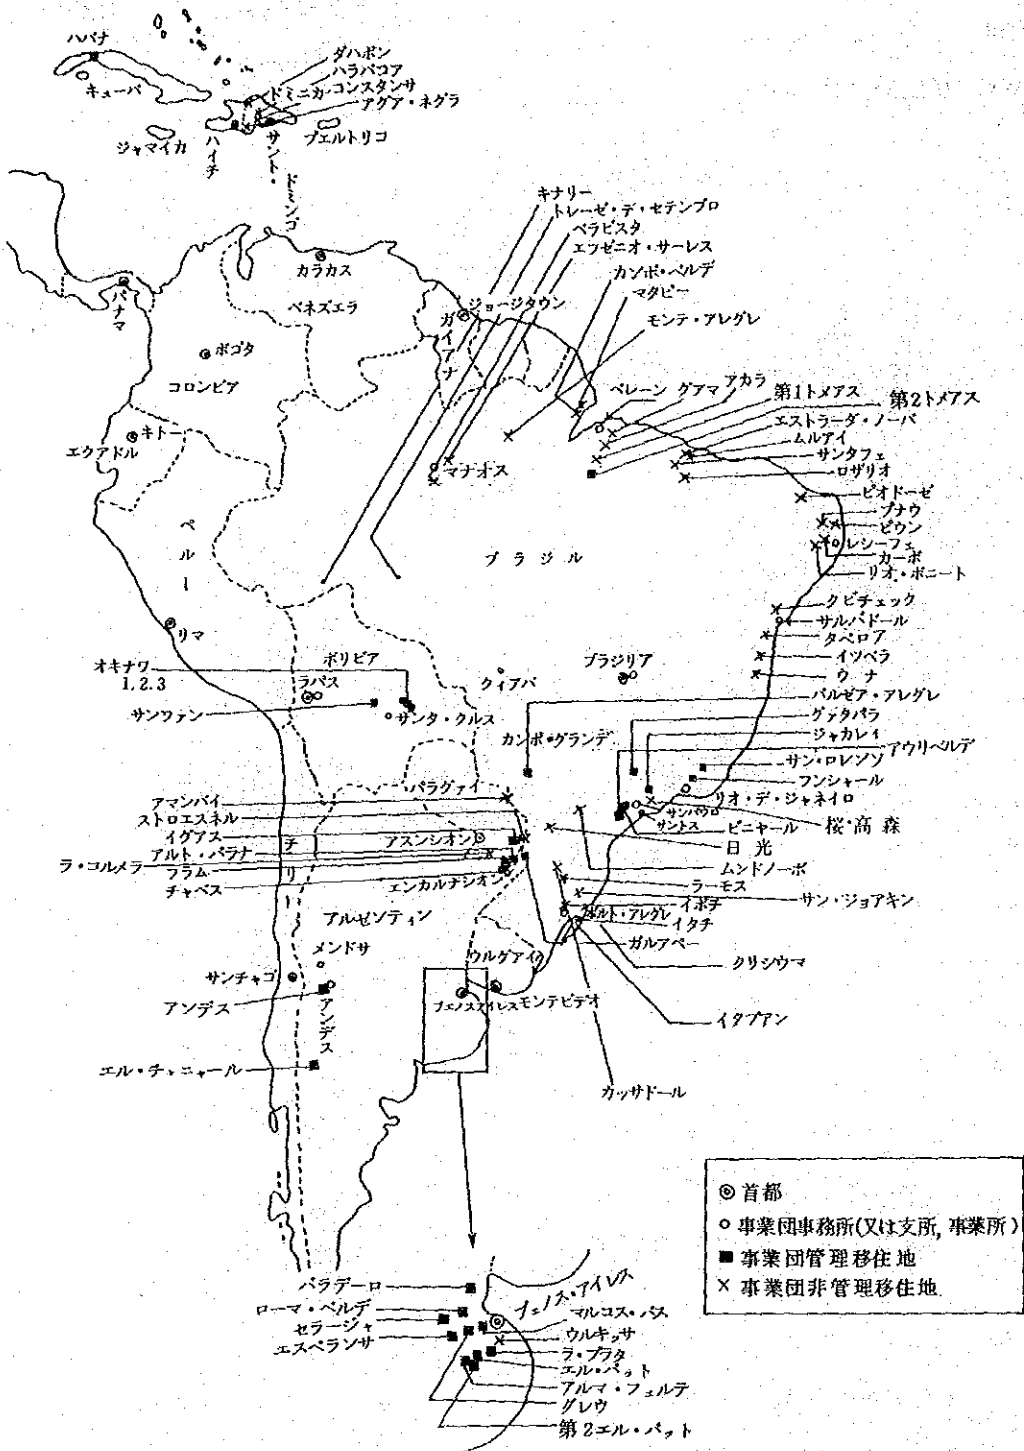 ハバナ
キューバ
ダハボン
ハラバコア
コンスタンサ
ドミニカ
アグア・ネグラ
ジャマイカ
ハイチ
サント・ドミンゴ
プエルトリコ
キナリー
トレーゼ・デ・セテンブロ
ベラビスタ
エフゼニオ・サーレス
カンポ・ベルデ
マタピー
モンテ・アレグレ
カラカス
ベネズエラ
パナマ
ジョージタウン
ガイアナ
ボゴタ
コロンビア
キトー
エクアドル
ベレーン
グアマ
アカラ
第1トメアス
第2トメアス
エストラーダ・ノーバ
ムルアイ
サンタフェ
ロザリオ
マナオス
ピオドーゼ
プナウ
ピウン
レシーフェ
カーボ
リオ・ボニート
ペルー
ブラジル
リマ
クビチェック
サルバドール
タペロア
イツベラ
ウナ
オキナワ
1.2.3
ボリビア
ラパス
サンファン
サンタ・クルス
クィアバ
ブラジリア
カンポ・グランデ
バルゼア・アレグレ
グァタパラ
ジャカレイ
アウリベルデ
サン・ロレンソ
フンシャール
リオ・デ・ジャネイロ
サンパウロ
サントス
ピニャール
桜・高森
日光
パラグァイ
アマンバイ
ストロエスネル
イグアス
アルト・パラナ
ラ・コルメラ
フラム
チャベス
アスンシオン
エンカルナシオン
チリー
ムンドノーボ
ラーモス
サン・ジョアキン
イボチ
ポルト・アレグレ
イタチ
ガルアペー
クリシウマ
イタプアン
カッサドール
アルゼンティン
メンドサ
サンチャゴ
アンデス
アンデス
ウルグアイ
ブエノスアイレス
モンテビデオ
エル・チャニャール
◎ 首都
○ 事業団事務所(又は支所, 事業所)
■ 事業団管理移住地
× 事業団非管理移住地
パラデーロ
ローマ・ベルデ
セラージャ
エスペランサ
ブエノス・アイレス
マルコス・パス
ウルキッサ
ラ・プラタ
エル・パット
アルマ・フェルテ
グレウ
第2エル・パット